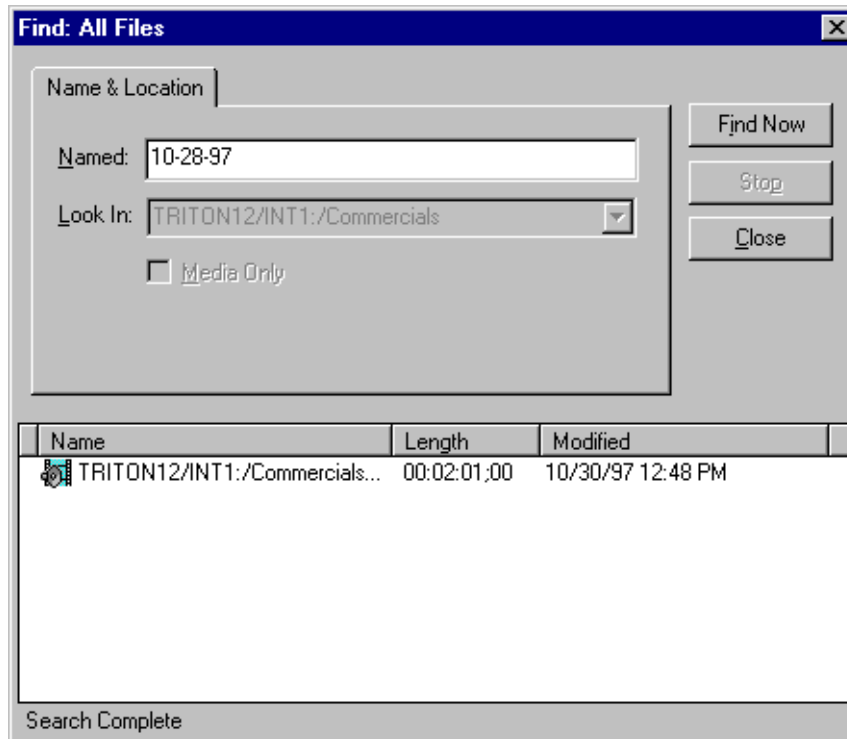 Find: All Files
Name & Location
Named: 10-28-97
Look In: TRITON12/INT1:/Commercials
Media Only
Find Now
Stop
Close
Name Length Modified
TRITON12/INT1:/Commercials... 00:02:01;00 10/30/97 12:48 PM
Search Complete